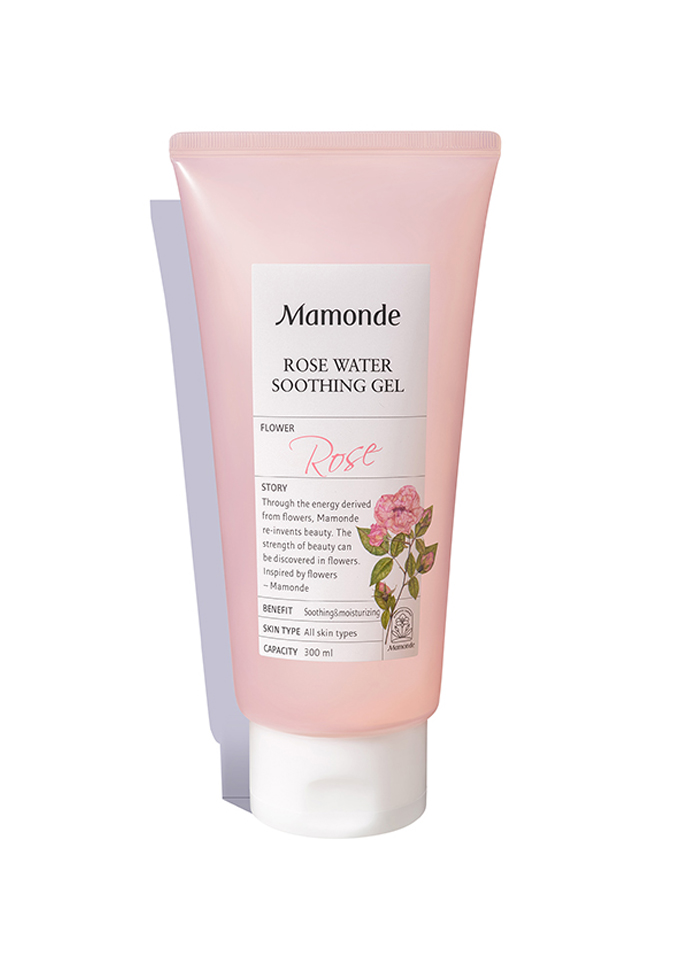 Mamonde
ROSE WATER
SOOTHING GEL
FLOWER
Rose
STORY
Through the energy derived
from flowers, Mamonde
re-invents beauty. The
strength of beauty can
be discovered in flowers.
Inspired by flowers
– Mamonde
BENEFIT Soothing&moisturizing
SKIN TYPE All skin types
CAPACITY 300 ml
Mamonde